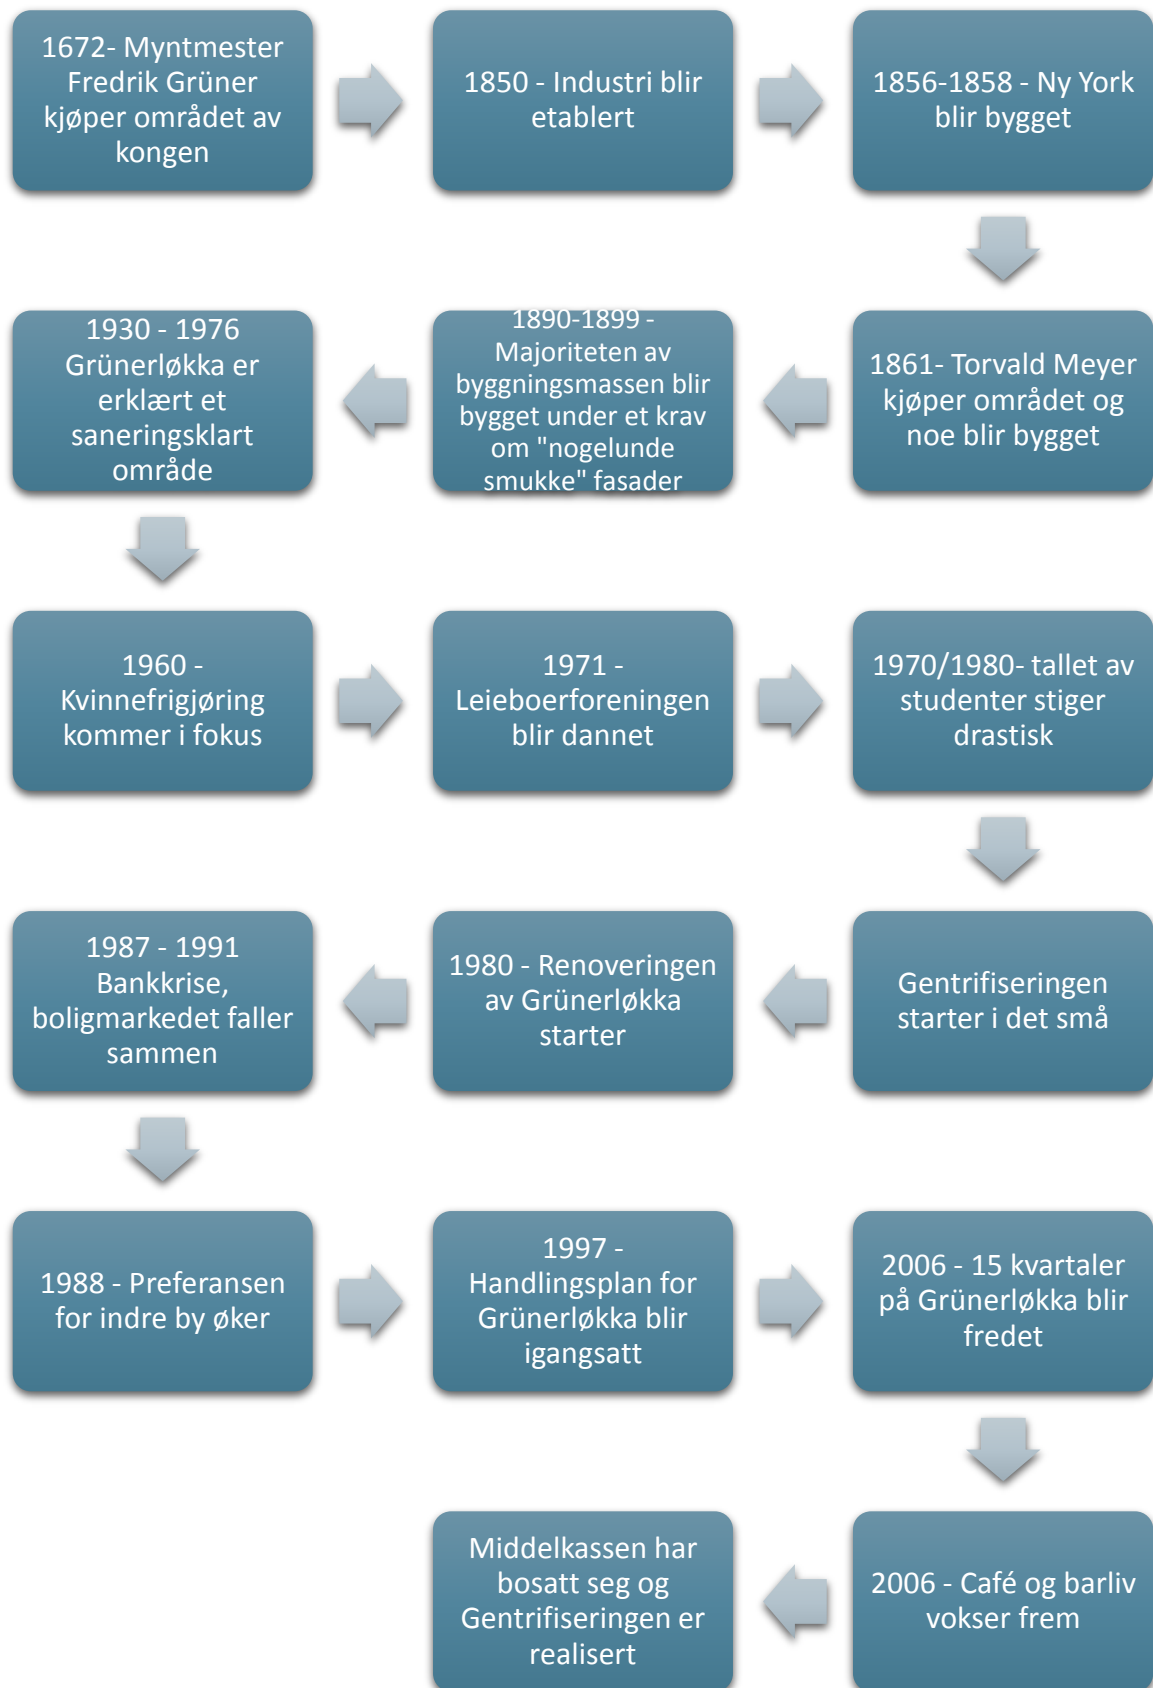 1672- Myntmester
Fredrik Grüner
kjøper området av
kongen
1850 - Industri blir
etablert
1856-1858 - Ny York
blir bygget
1861- Torvald Meyer
kjøper området og
noe blir bygget
1890-1899 -
Majoriteten av
byggningsmassen blir
bygget under et krav
om "nogelunde
smukke" fasader
1930 - 1976
Grünerløkka er
erklært et
saneringsklart
område
1960 -
Kvinnefrigjøring
kommer i fokus
1971 -
Leieboerforeningen
blir dannet
1970/1980- tallet av
studenter stiger
drastisk
Gentrifiseringen
starter i det små
1980 - Renoveringen
av Grünerløkka
starter
1987 - 1991
Bankkrise,
boligmarkedet faller
sammen
1988 - Preferansen
for indre by øker
1997 -
Handlingsplan for
Grünerløkka blir
igangsatt
2006 - 15 kvartaler
på Grünerløkka blir
fredet
2006 - Café og barliv
vokser frem
Middelkassen har
bosatt seg og
Gentrifiseringen er
realisert